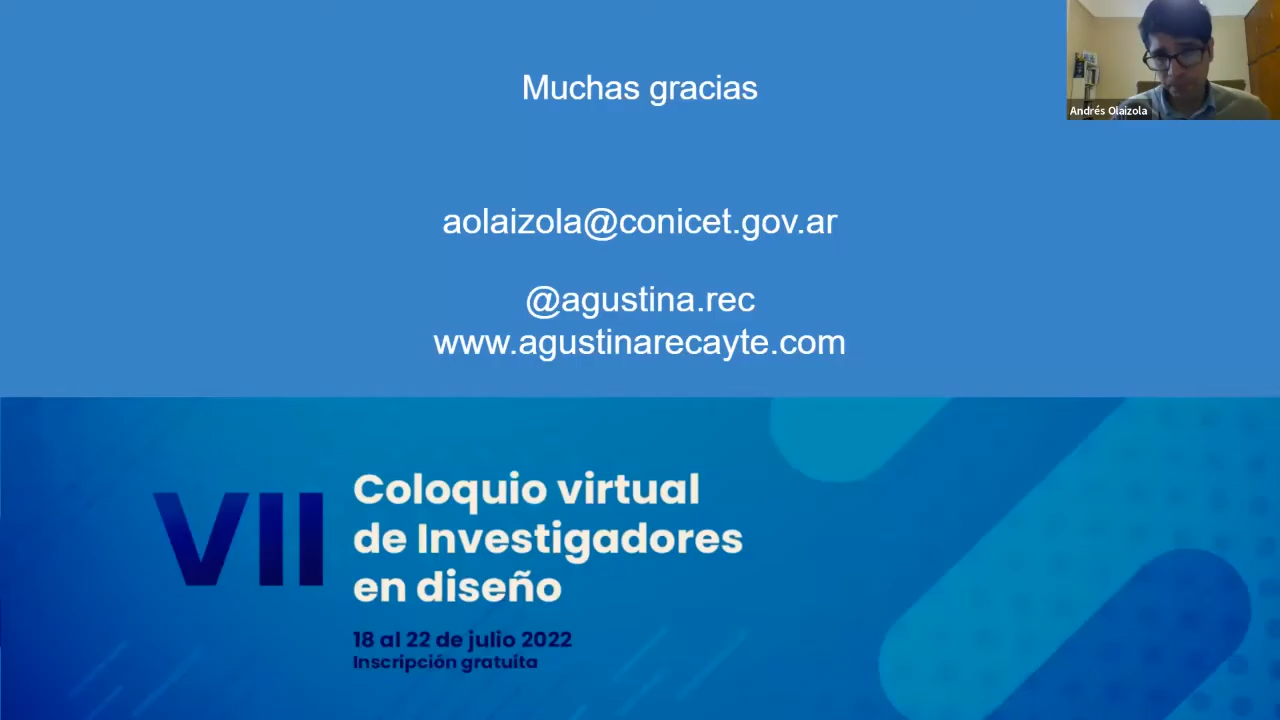 Muchas gracias
Andrés Olaizola
aolaizola@conicet.gov.ar
@agustina.rec
www.agustinarecayte.com
VII
Coloquio virtual
de Investigadores
en diseño
18 al 22 de julio 2022
Inscripción gratuita